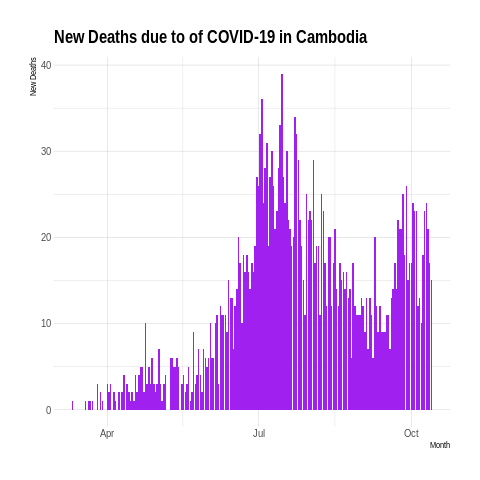 New Deaths due to of COVID-19 in Cambodia
New Deaths
40
30
20
10
0
Apr
Jul
Oct
Month